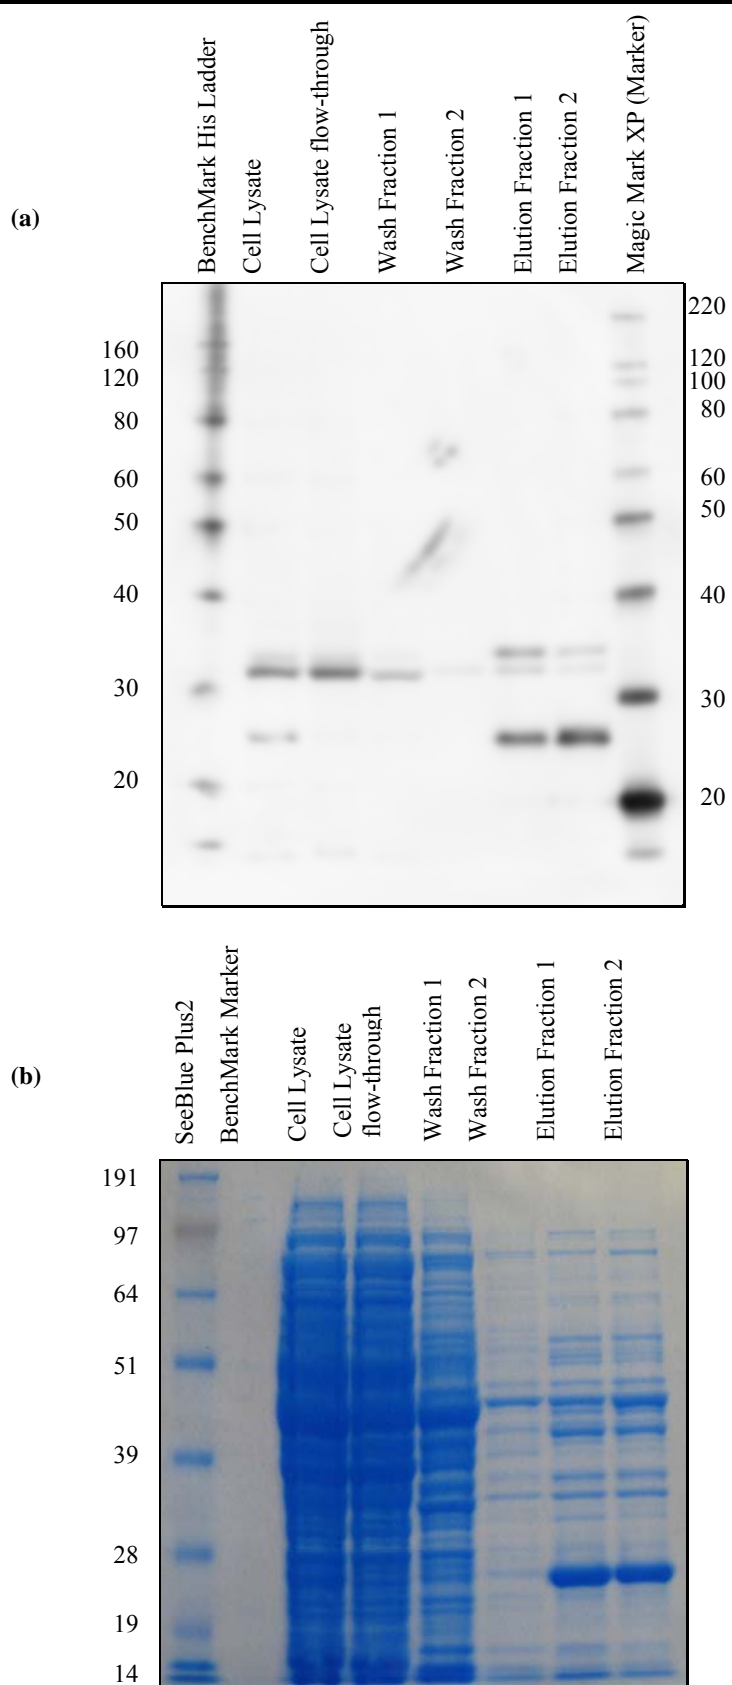 (a)
BenchMark His Ladder
Cell Lysate
Cell Lysate flow-through
Wash Fraction 1
Wash Fraction 2
Elution Fraction 1
Elution Fraction 2
Magic Mark XP (Marker)
160
120
80
60
50
40
30
20
220
120
100
80
60
50
40
30
20
(b)
SeeBlue Plus2
BenchMark Marker
Cell Lysate
Cell Lysate
flow-through
Wash Fraction 1
Wash Fraction 2
Elution Fraction 1
Elution Fraction 2
191
97
64
51
39
28
19
14